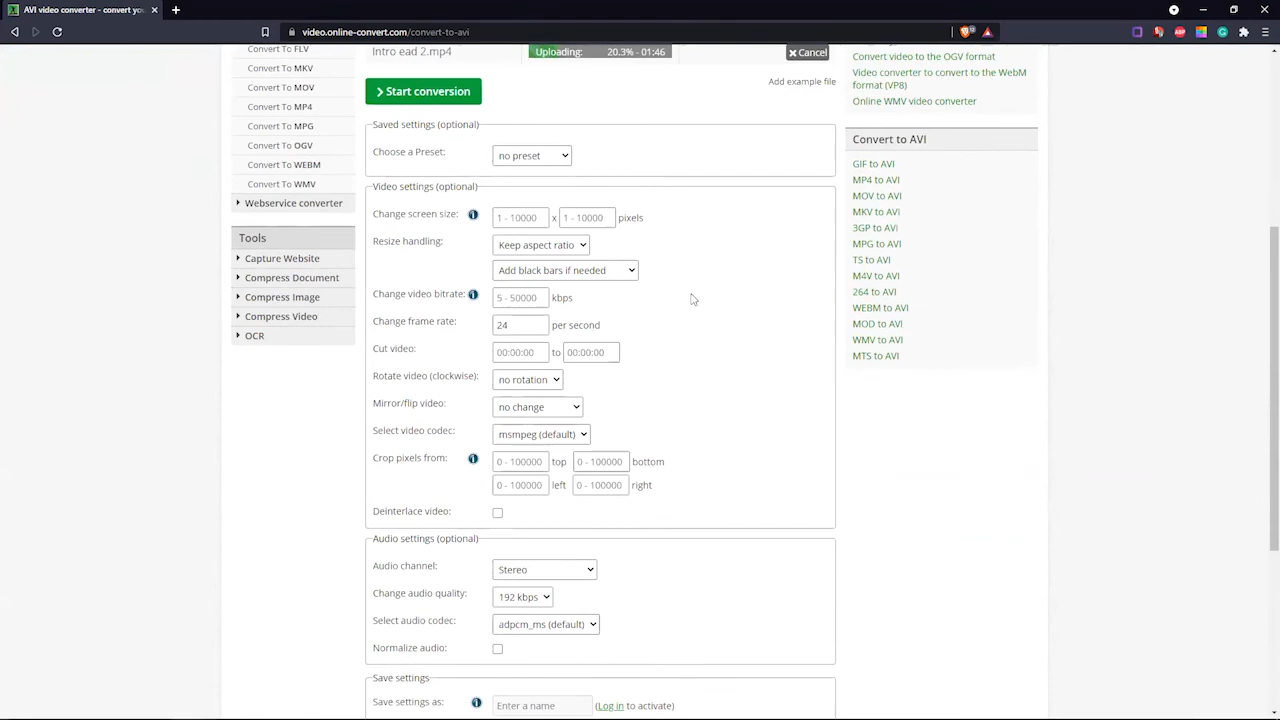 AVI video converter - convert you
video.online-convert.com/convert-to-avi
Convert To FLV
Convert To MKV
Convert To MOV
Convert To MP4
Convert To MPG
Convert To OGV
Convert To WEBM
Convert To WMV
Webservice converter
Tools
Capture Website
Compress Document
Compress Image
Compress Video
OCR
Intro ead 2.mp4
Uploading: 20.3% - 01:46
Cancel
Start conversion
Add example file
Saved settings (optional)
Choose a Preset: no preset
Video settings (optional)
Change screen size: 1 - 10000 x 1 - 10000 pixels
Resize handling: Keep aspect ratio
Add black bars if needed
Change video bitrate: 5 - 50000 kbps
Change frame rate: 24 per second
Cut video: 00:00:00 to 00:00:00
Rotate video (clockwise): no rotation
Mirror/flip video: no change
Select video codec: msmpeg (default)
Crop pixels from: 0 - 100000 top 0 - 100000 bottom
0 - 100000 left 0 - 100000 right
Deinterlace video:
Audio settings (optional)
Audio channel: Stereo
Change audio quality: 192 kbps
Select audio codec: adpcm_ms (default)
Normalize audio:
Save settings
Save settings as: Enter a name (Log in to activate)
Convert video to the OGV format
Video converter to convert to the WebM
format (VP8)
Online WMV video converter
Convert to AVI
GIF to AVI
MP4 to AVI
MOV to AVI
MKV to AVI
3GP to AVI
MPG to AVI
TS to AVI
M4V to AVI
264 to AVI
WEBM to AVI
MOD to AVI
WMV to AVI
MTS to AVI